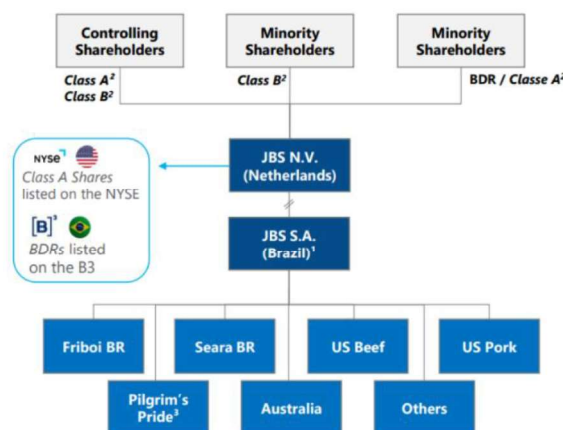 Controlling
Shareholders
Minority
Shareholders
Minority
Shareholders
Class A²
Class B²
Class B²
BDR / Classe A²
NYSE
Class A Shares
listed on the NYSE
[B]³
BDRs listed
on the B3
JBS N.V.
(Netherlands)
JBS S.A.
(Brazil)¹
Friboi BR
Seara BR
US Beef
US Pork
Pilgrim's
Pride³
Australia
Others